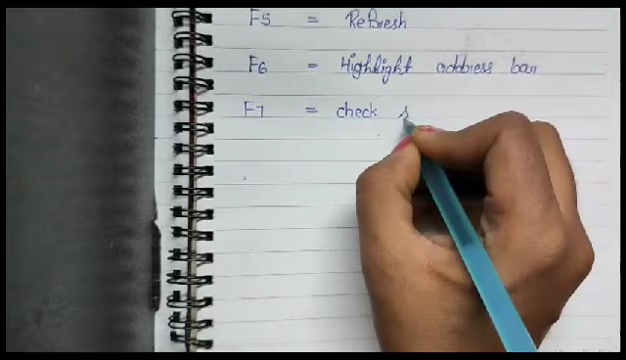 F5 = Refresh
F6 = Highlight address bar
F7 = check s